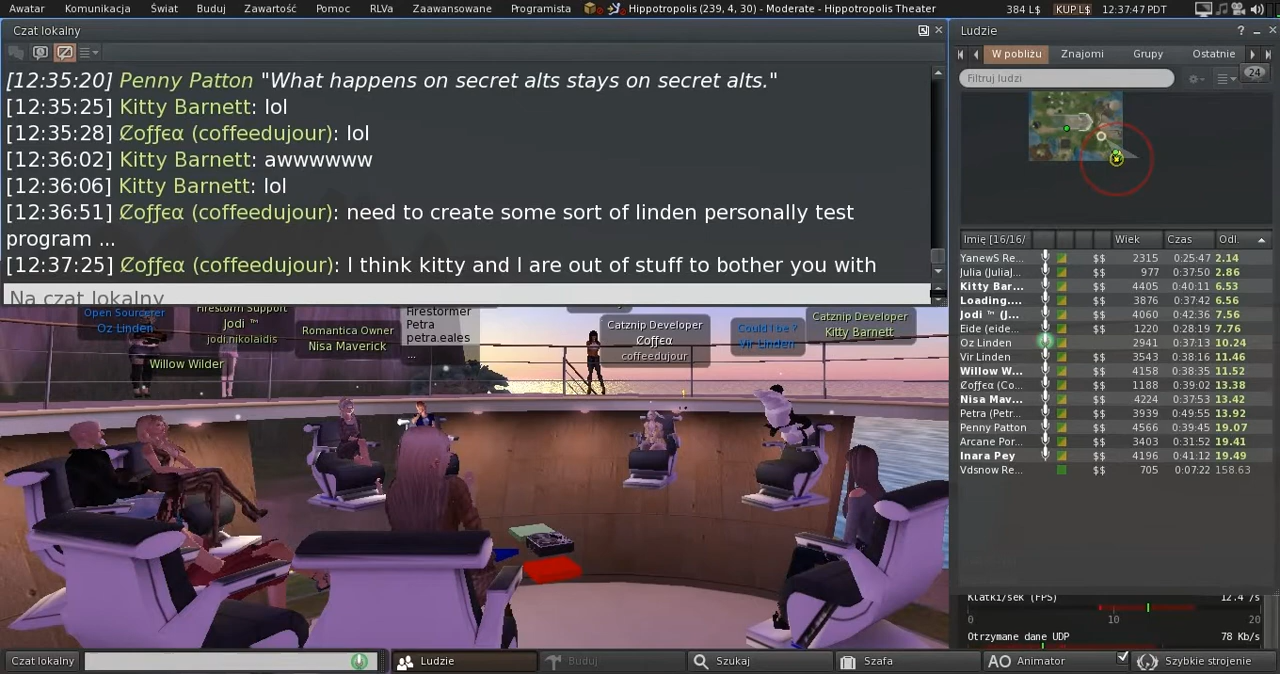 Awatar Komunikacja Świat Buduj Zawartość Pomoc RLVa Zaawansowane Programista Hippotropolis (239, 4, 30) - Moderate - Hippotropolis Theater 384 L$ KUP L$ 12:37:47 PDT
Czat lokalny
[12:35:20] Penny Patton "What happens on secret alts stays on secret alts."
[12:35:25] Kitty Barnett: lol
[12:35:28] Ȼoƒƒєα (coffeedujour): lol
[12:36:02] Kitty Barnett: awwwwww
[12:36:06] Kitty Barnett: lol
[12:36:51] Ȼoƒƒєα (coffeedujour): need to create some sort of linden personally test
program ...
[12:37:25] Ȼoƒƒєα (coffeedujour): I think kitty and I are out of stuff to bother you with
Na czat lokalny
Open Sourcerer
Oz Linden
Willow Wilder
Firestorm Support
Jodi ™
jodi.nikolaidis
Romantica Owner
Nisa Maverick
Firestormer
Petra
petra.eales
...
Catznip Developer
Ȼoƒƒєα
coffeedujour
Could I be ?
Vir Linden
Catznip Developer
Kitty Barnett
Ludzie
W pobliżu Znajomi Grupy Ostatnie
Filtruj ludzi
24
Imię [16/16/ Wiek Czas Odl.
YanewS Re... $$ 2315 0:25:47 2.14
Julia (JuliaJ... $$ 977 0:37:50 2.86
Kitty Bar... $$ 4405 0:40:11 6.53
Loading.... $$ 3876 0:37:42 6.56
Jodi ™ (J... $$ 4060 0:42:36 7.56
Eide (eide... $$ 1220 0:28:19 7.76
Oz Linden $$ 2941 0:37:13 10.24
Vir Linden $$ 3543 0:38:16 11.46
Willow W... $$ 4158 0:38:35 11.52
Ȼoƒƒєα (Co... $$ 1188 0:39:02 13.38
Nisa Mav... $$ 4224 0:37:53 13.42
Petra (Petr... $$ 3939 0:49:55 13.92
Penny Patton $$ 4566 0:39:45 19.07
Arcane Por... $$ 3403 0:31:52 19.41
Inara Pey $$ 4196 0:41:12 19.49
Vdsnow Re... $$ 705 0:07:22 158.63
Klatki/sek (FPS) 12.4 /s
0 10 20
Otrzymane dane UDP 78 Kb/s
Czat lokalny Ludzie Buduj Szukaj Szafa AO Animator Szybkie strojenie